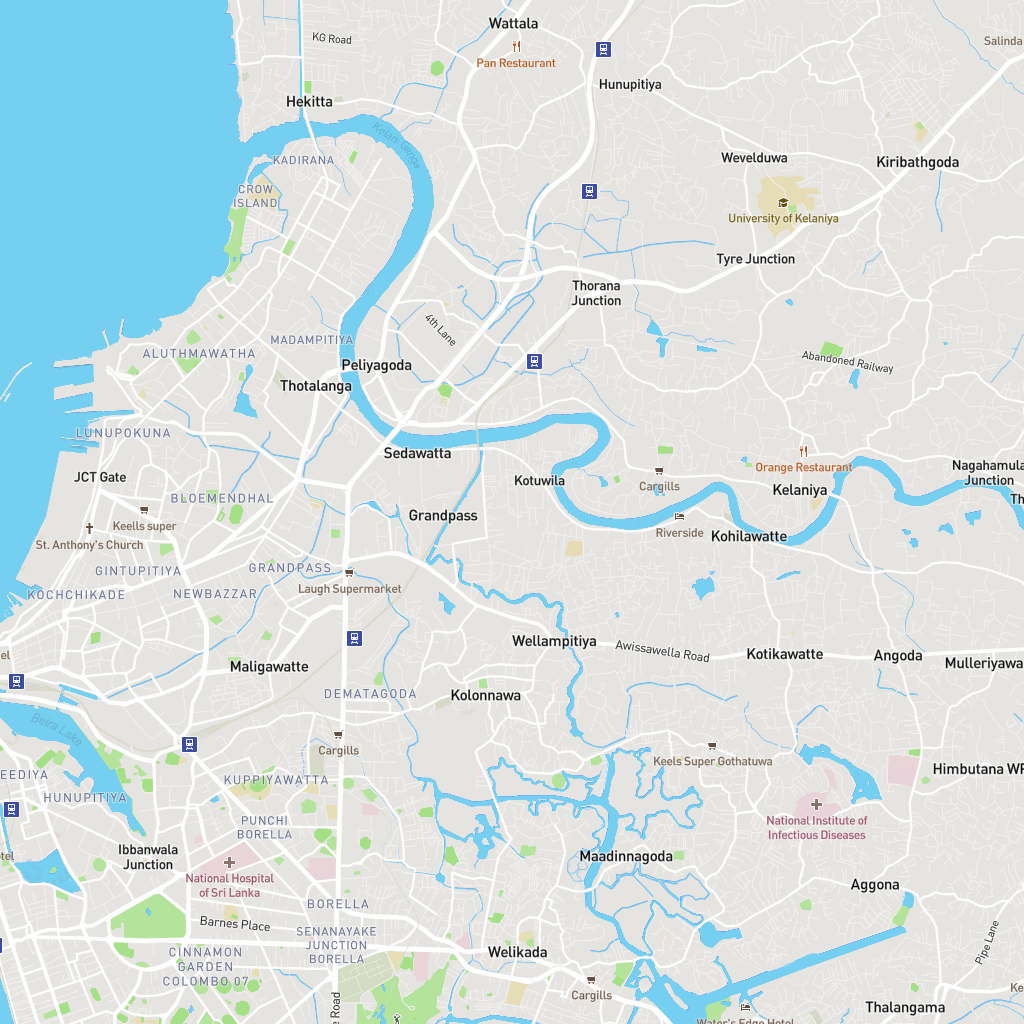 Wattala
KG Road
Pan Restaurant
Salinda
Hunupitiya
Hekitta
Kelani Ganga
KADIRANA
Wevelduwa
Kiribathgoda
CROW
ISLAND
University of Kelaniya
Tyre Junction
Thorana
Junction
4th Lane
MADAMPITIYA
ALUTHMAWATHA
Peliyagoda
Abandoned Railway
Thotalanga
LUNUPOKUNA
Sedawatta
Orange Restaurant
Nagahamula
Junction
JCT Gate
Kotuwila
Cargills
Kelaniya
BLOEMENDHAL
Th
Keells super
Grandpass
Riverside
Kohilawatte
St. Anthony's Church
GINTUPITIYA
GRANDPASS
Laugh Supermarket
KOCHCHIKADE
NEWBAZZAR
Wellampitiya
Awissawella Road
Kotikawatte
Angoda
Mulleriyawa
el
Maligawatte
DEMATAGODA
Kolonnawa
Beira Lake
Cargills
Keels Super Gothatuwa
EEDIYA
KUPPIYAWATTA
Himbutana WP
HUNUPITIYA
PUNCHI
BORELLA
National Institute of
Infectious Diseases
Ibbanwala
Junction
otel
Maadinnagoda
National Hospital
of Sri Lanka
Aggona
BORELLA
Barnes Place
SENANAYAKE
JUNCTION
BORELLA
Pipe Lane
CINNAMON
GARDEN
COLOMBO 07
Welikada
Cargills
Ke
e Road
Thalangama
Water's Edge Hotel